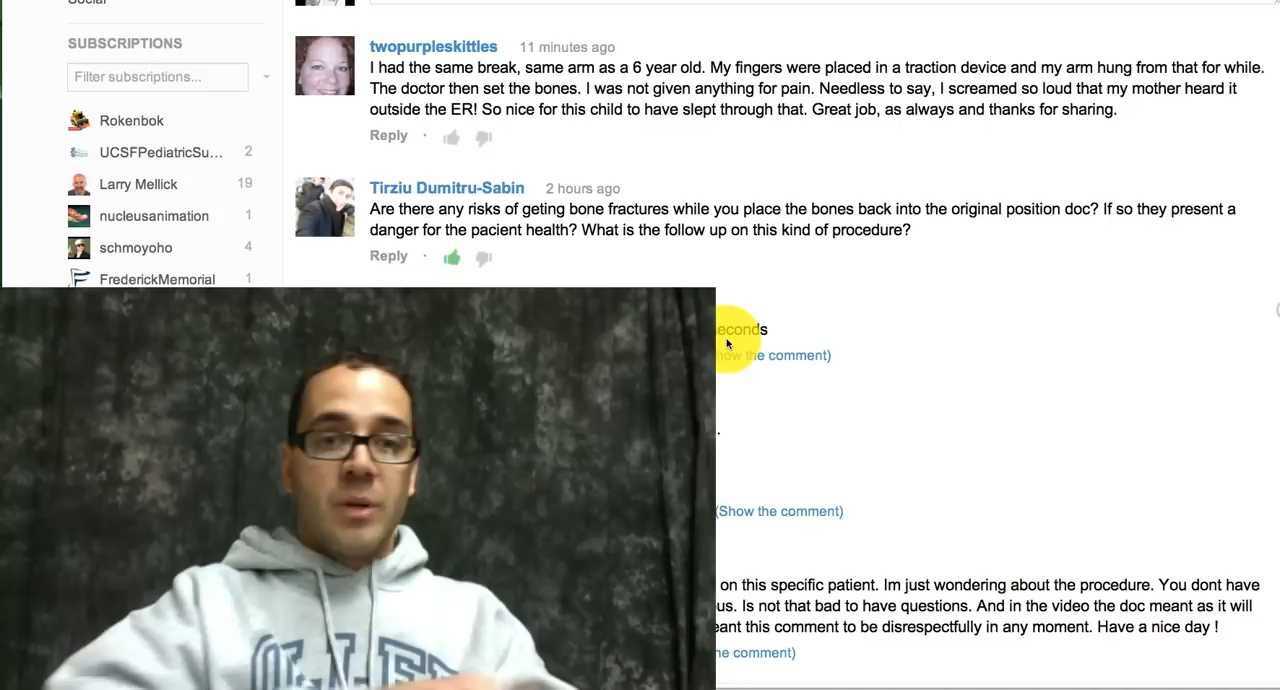 Social
SUBSCRIPTIONS
Filter subscriptions...
Rokenbok
UCSFPediatricSu... 2
Larry Mellick 19
nucleusanimation 1
schmoyoho 4
FrederickMemorial 1
twopurpleskittles 11 minutes ago
I had the same break, same arm as a 6 year old. My fingers were placed in a traction device and my arm hung from that for while.
The doctor then set the bones. I was not given anything for pain. Needless to say, I screamed so loud that my mother heard it
outside the ER! So nice for this child to have slept through that. Great job, as always and thanks for sharing.
Reply ·
Tirziu Dumitru-Sabin 2 hours ago
Are there any risks of geting bone fractures while you place the bones back into the original position doc? If so they present a
danger for the pacient health? What is the follow up on this kind of procedure?
Reply ·
seconds
how the comment)
.
(Show the comment)
on this specific patient. Im just wondering about the procedure. You dont have
us. Is not that bad to have questions. And in the video the doc meant as it will
eant this comment to be disrespectfully in any moment. Have a nice day !
he comment)